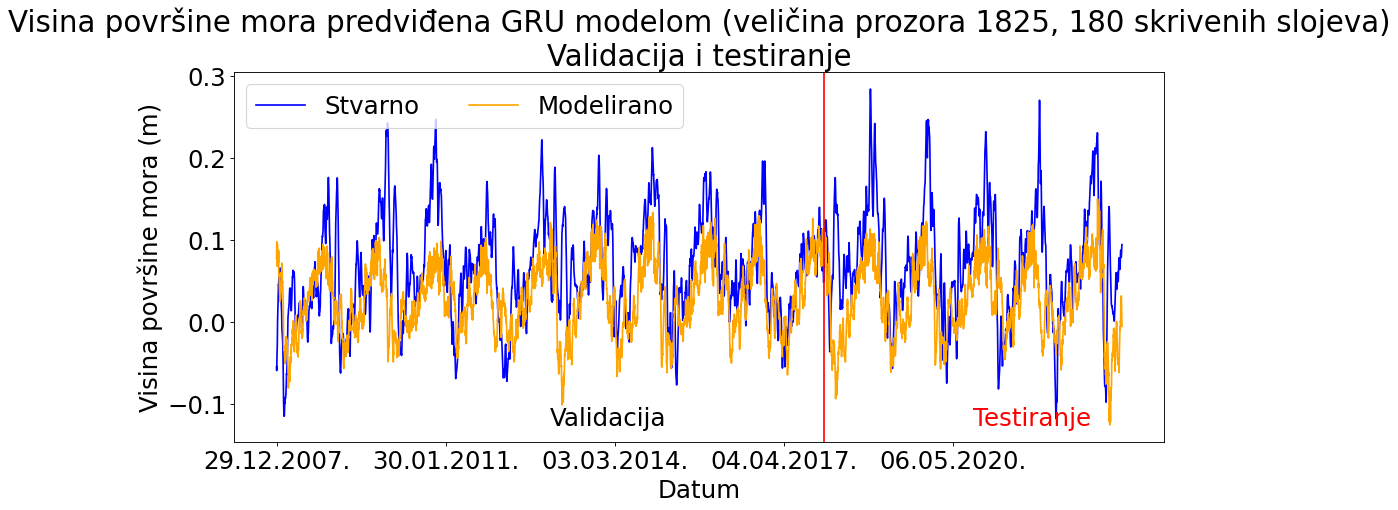 Visina površine mora predviđena GRU modelom (veličina prozora 1825, 180 skrivenih slojeva)
Validacija i testiranje
Stvarno Modelirano
Visina površine mora (m)
0.3
0.2
0.1
0.0
−0.1
Validacija Testiranje
29.12.2007. 30.01.2011. 03.03.2014. 04.04.2017. 06.05.2020.
Datum